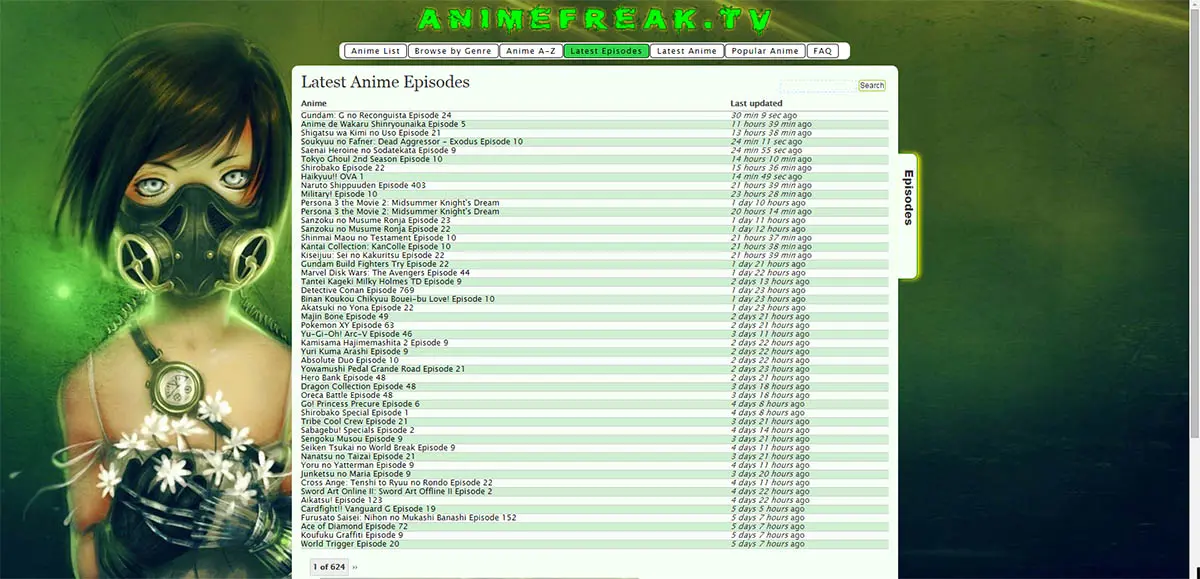 ANIMEFREAK.TV
Anime List Browse by Genre Anime A-Z Latest Episodes Latest Anime Popular Anime FAQ
Latest Anime Episodes
Search
Anime Last updated
Gundam: G no Reconguista Episode 24 30 min 9 sec ago
Anime de Wakaru Shinryounaika Episode 5 11 hours 39 min ago
Shigatsu wa Kimi no Uso Episode 21 13 hours 38 min ago
Soukyuu no Fafner: Dead Aggressor - Exodus Episode 10 24 min 11 sec ago
Saenai Heroine no Sodatekata Episode 9 24 min 55 sec ago
Tokyo Ghoul 2nd Season Episode 10 14 hours 10 min ago
Shirobako Episode 22 15 hours 36 min ago
Haikyuu!! OVA 1 14 min 49 sec ago
Naruto Shippuuden Episode 403 21 hours 39 min ago
Military! Episode 10 23 hours 28 min ago
Persona 3 the Movie 2: Midsummer Knight's Dream 1 day 10 hours ago
Persona 3 the Movie 2: Midsummer Knight's Dream 20 hours 14 min ago
Sanzoku no Musume Ronja Episode 23 1 day 11 hours ago
Sanzoku no Musume Ronja Episode 22 1 day 12 hours ago
Shinmai Maou no Testament Episode 10 21 hours 37 min ago
Kantai Collection: KanColle Episode 10 21 hours 38 min ago
Kiseijuu: Sei no Kakuritsu Episode 22 21 hours 39 min ago
Gundam Build Fighters Try Episode 22 1 day 21 hours ago
Marvel Disk Wars: The Avengers Episode 44 1 day 22 hours ago
Tantei Kageki Milky Holmes TD Episode 9 2 days 13 hours ago
Detective Conan Episode 769 1 day 23 hours ago
Binan Koukou Chikyuu Bouei-bu Love! Episode 10 1 day 23 hours ago
Akatsuki no Yona Episode 22 1 day 23 hours ago
Majin Bone Episode 49 2 days 21 hours ago
Pokemon XY Episode 63 2 days 21 hours ago
Yu-Gi-Oh! Arc-V Episode 46 3 days 11 hours ago
Kamisama Hajimemashita 2 Episode 9 2 days 22 hours ago
Yuri Kuma Arashi Episode 9 2 days 22 hours ago
Absolute Duo Episode 10 2 days 22 hours ago
Yowamushi Pedal Grande Road Episode 21 2 days 23 hours ago
Hero Bank Episode 48 2 days 21 hours ago
Dragon Collection Episode 48 3 days 18 hours ago
Oreca Battle Episode 48 3 days 18 hours ago
Go! Princess Precure Episode 6 4 days 8 hours ago
Shirobako Special Episode 1 4 days 8 hours ago
Tribe Cool Crew Episode 21 3 days 21 hours ago
Sabagebu! Specials Episode 2 4 days 14 hours ago
Sengoku Musou Episode 9 3 days 21 hours ago
Seiken Tsukai no World Break Episode 9 4 days 11 hours ago
Nanatsu no Taizai Episode 21 3 days 21 hours ago
Yoru no Yatterman Episode 9 4 days 11 hours ago
Junketsu no Maria Episode 9 3 days 20 hours ago
Cross Ange: Tenshi to Ryuu no Rondo Episode 22 4 days 11 hours ago
Sword Art Online II: Sword Art Offline II Episode 2 4 days 22 hours ago
Aikatsu! Episode 123 4 days 22 hours ago
Cardfight!! Vanguard G Episode 19 5 days 5 hours ago
Furusato Saisei: Nihon no Mukashi Banashi Episode 152 5 days 7 hours ago
Ace of Diamond Episode 72 5 days 7 hours ago
Koufuku Graffiti Episode 9 5 days 7 hours ago
World Trigger Episode 20 5 days 7 hours ago
1 of 624 ››
Episodes